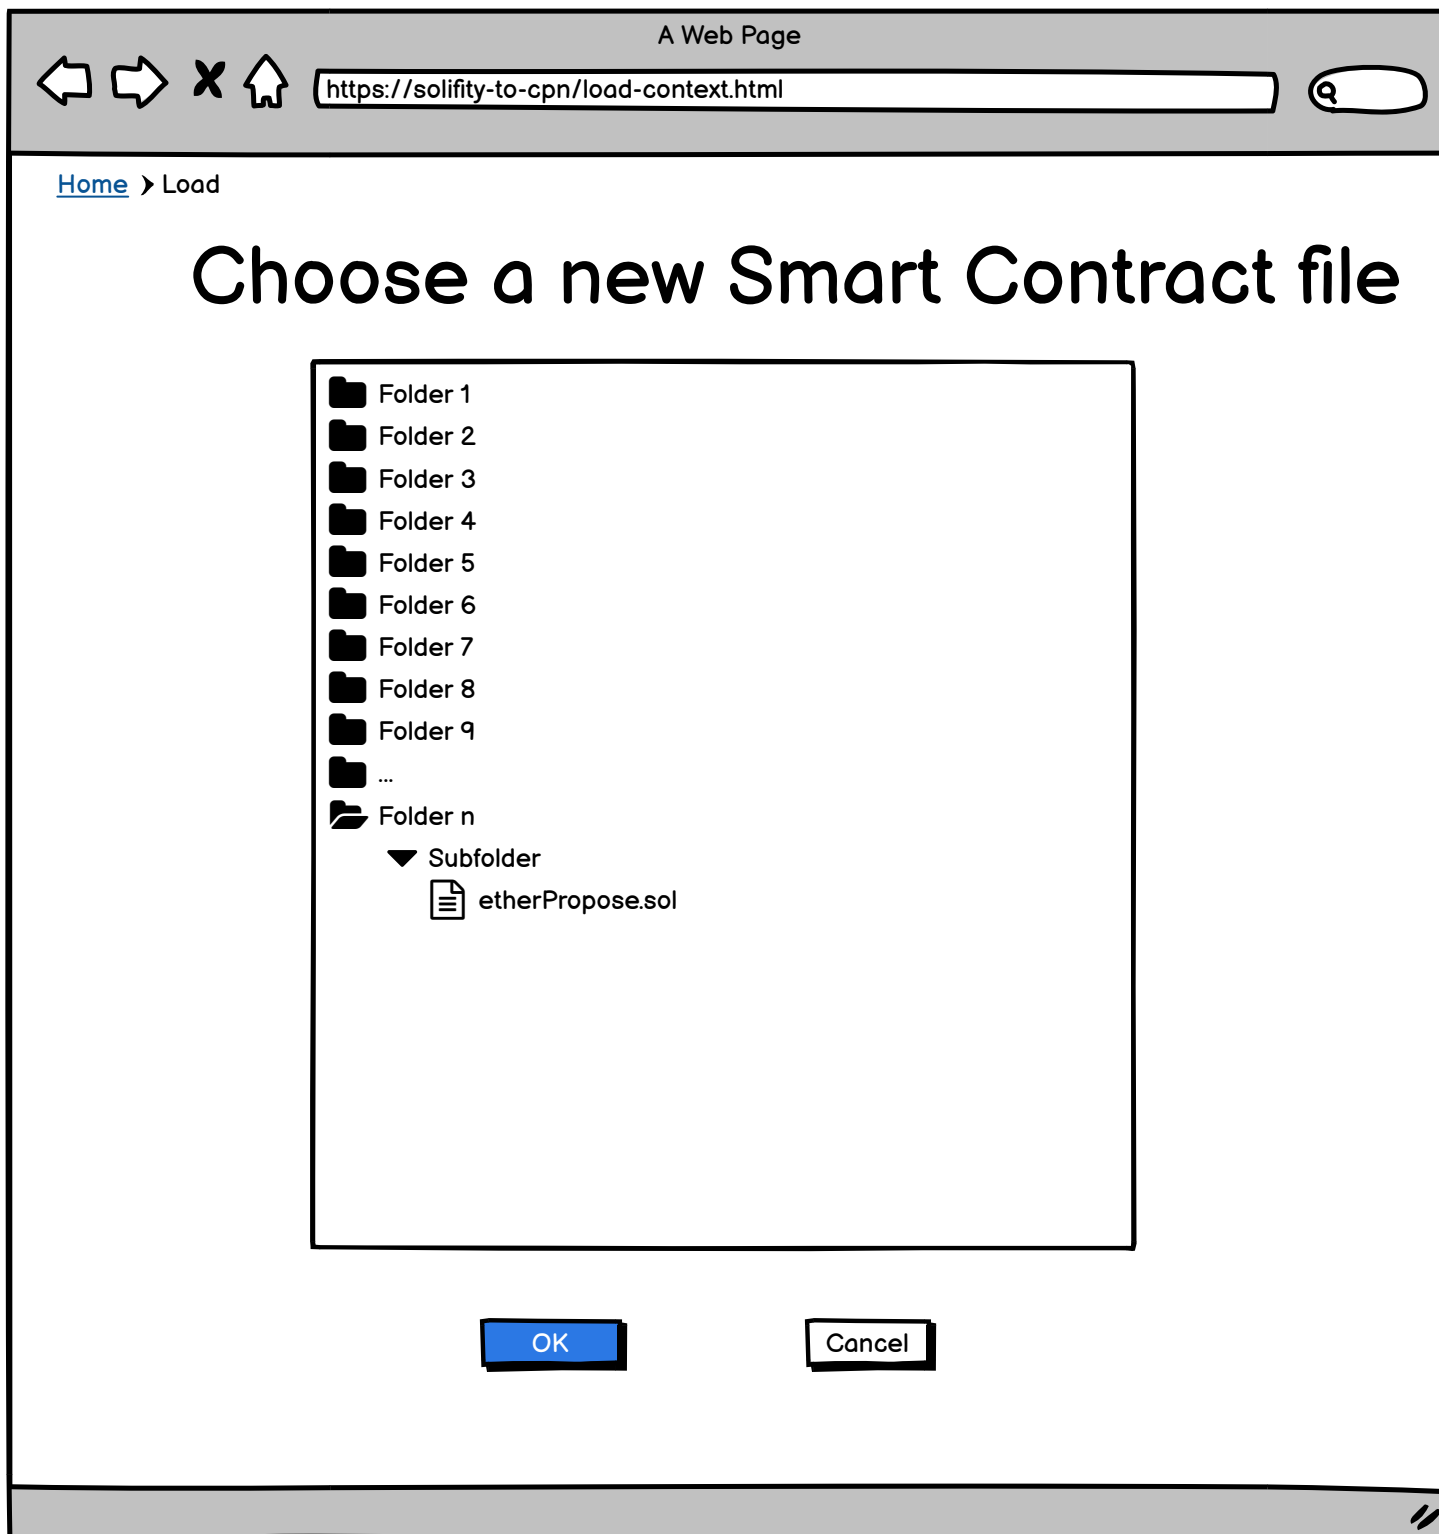 A Web Page
https://solifity-to-cpn/load-context.html
Home Load
Choose a new Smart Contract file
Folder 1
Folder 2
Folder 3
Folder 4
Folder 5
Folder 6
Folder 7
Folder 8
Folder 9
...
Folder n
Subfolder
etherPropose.sol
OK Cancel